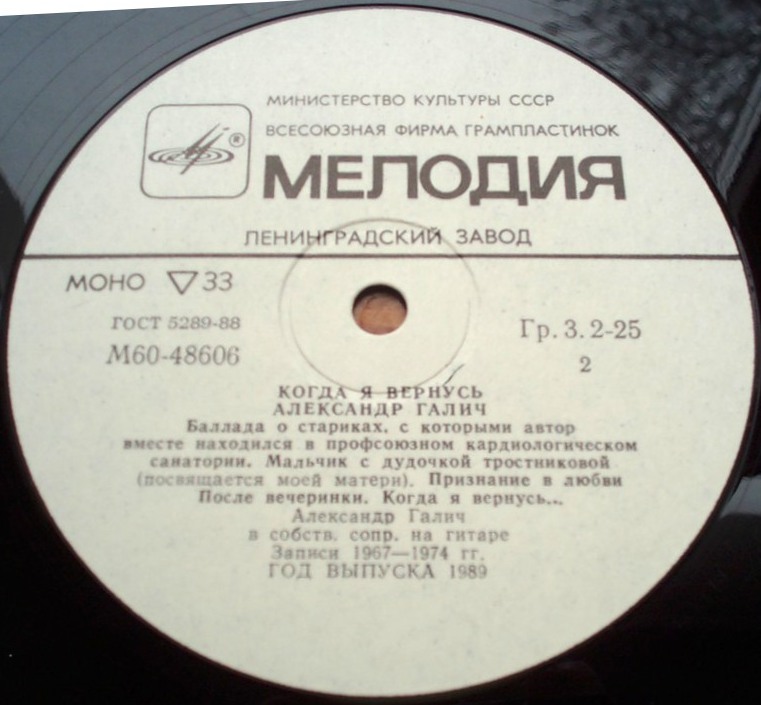 МИНИСТЕРСТВО КУЛЬТУРЫ СССР
ВСЕСОЮЗНАЯ ФИРМА ГРАМПЛАСТИНОК
®
МЕЛОДИЯ
ЛЕНИНГРАДСКИЙ ЗАВОД
МОНО ▽33
ГОСТ 5289-88
М60-48606
Гр. 3. 2-25
2
КОГДА Я ВЕРНУСЬ
АЛЕКСАНДР ГАЛИЧ
Баллада о стариках, с которыми автор
вместе находился в профсоюзном кардиологическом
санатории. Мальчик с дудочкой тростниковой
(посвящается моей матери). Признание в любви
После вечеринки. Когда я вернусь...
Александр Галич
в собств. сопр. на гитаре
Записи 1967—1974 гг.
ГОД ВЫПУСКА 1989